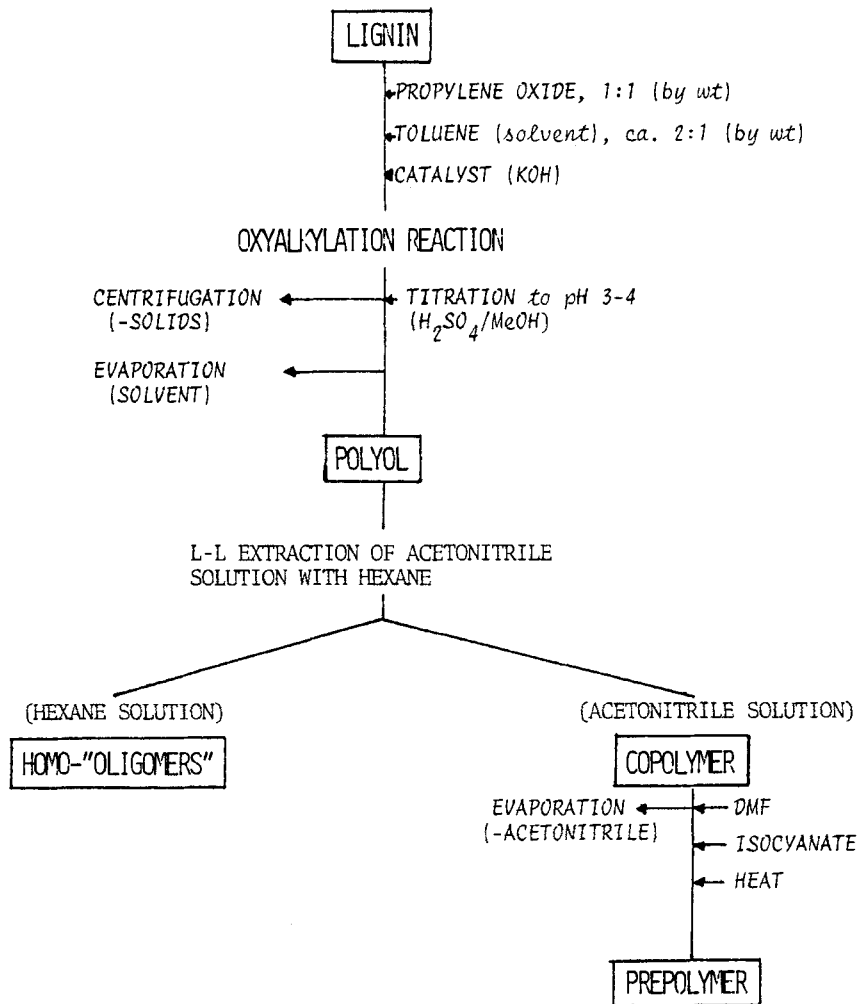 LIGNIN
PROPYLENE OXIDE, 1:1 (by wt)
TOLUENE (solvent), ca. 2:1 (by wt)
CATALYST (KOH)
OXYALKYLATION REACTION
CENTRIFUGATION
(-SOLIDS)
TITRATION to pH 3-4
(H₂SO₄/MeOH)
EVAPORATION
(SOLVENT)
POLYOL
L-L EXTRACTION OF ACETONITRILE
SOLUTION WITH HEXANE
(HEXANE SOLUTION)
HOMO-"OLIGOMERS"
(ACETONITRILE SOLUTION)
COPOLYMER
EVAPORATION
(-ACETONITRILE)
DMF
ISOCYANATE
HEAT
PREPOLYMER